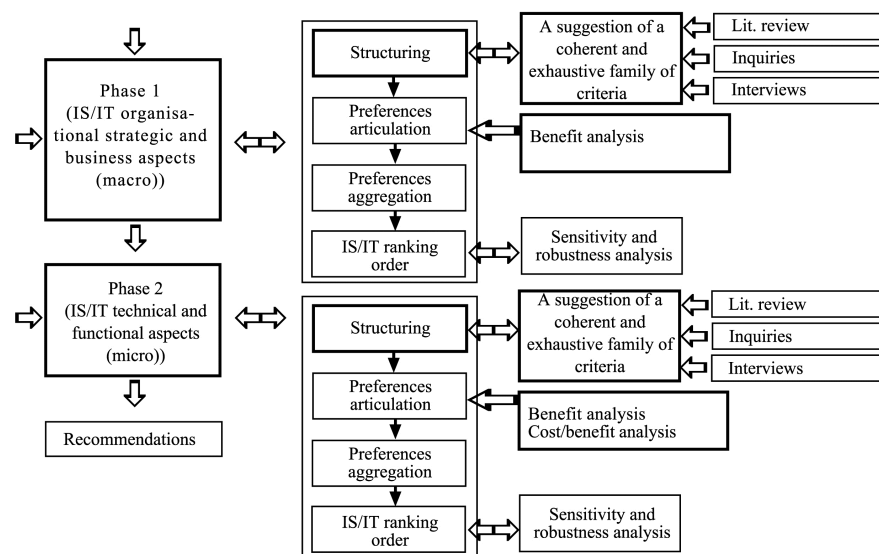 Phase 1
(IS/IT organisa-
tional strategic and
business aspects
(macro))
Phase 2
(IS/IT technical and
functional aspects
(micro))
Recommendations
Structuring
Preferences
articulation
Preferences
aggregation
IS/IT ranking
order
A suggestion of a
coherent and
exhaustive family of
criteria
Lit. review
Inquiries
Interviews
Benefit analysis
Sensitivity and
robustness analysis
Structuring
Preferences
articulation
Preferences
aggregation
IS/IT ranking
order
A suggestion of a
coherent and
exhaustive family of
criteria
Lit. review
Inquiries
Interviews
Benefit analysis
Cost/benefit analysis
Sensitivity and
robustness analysis